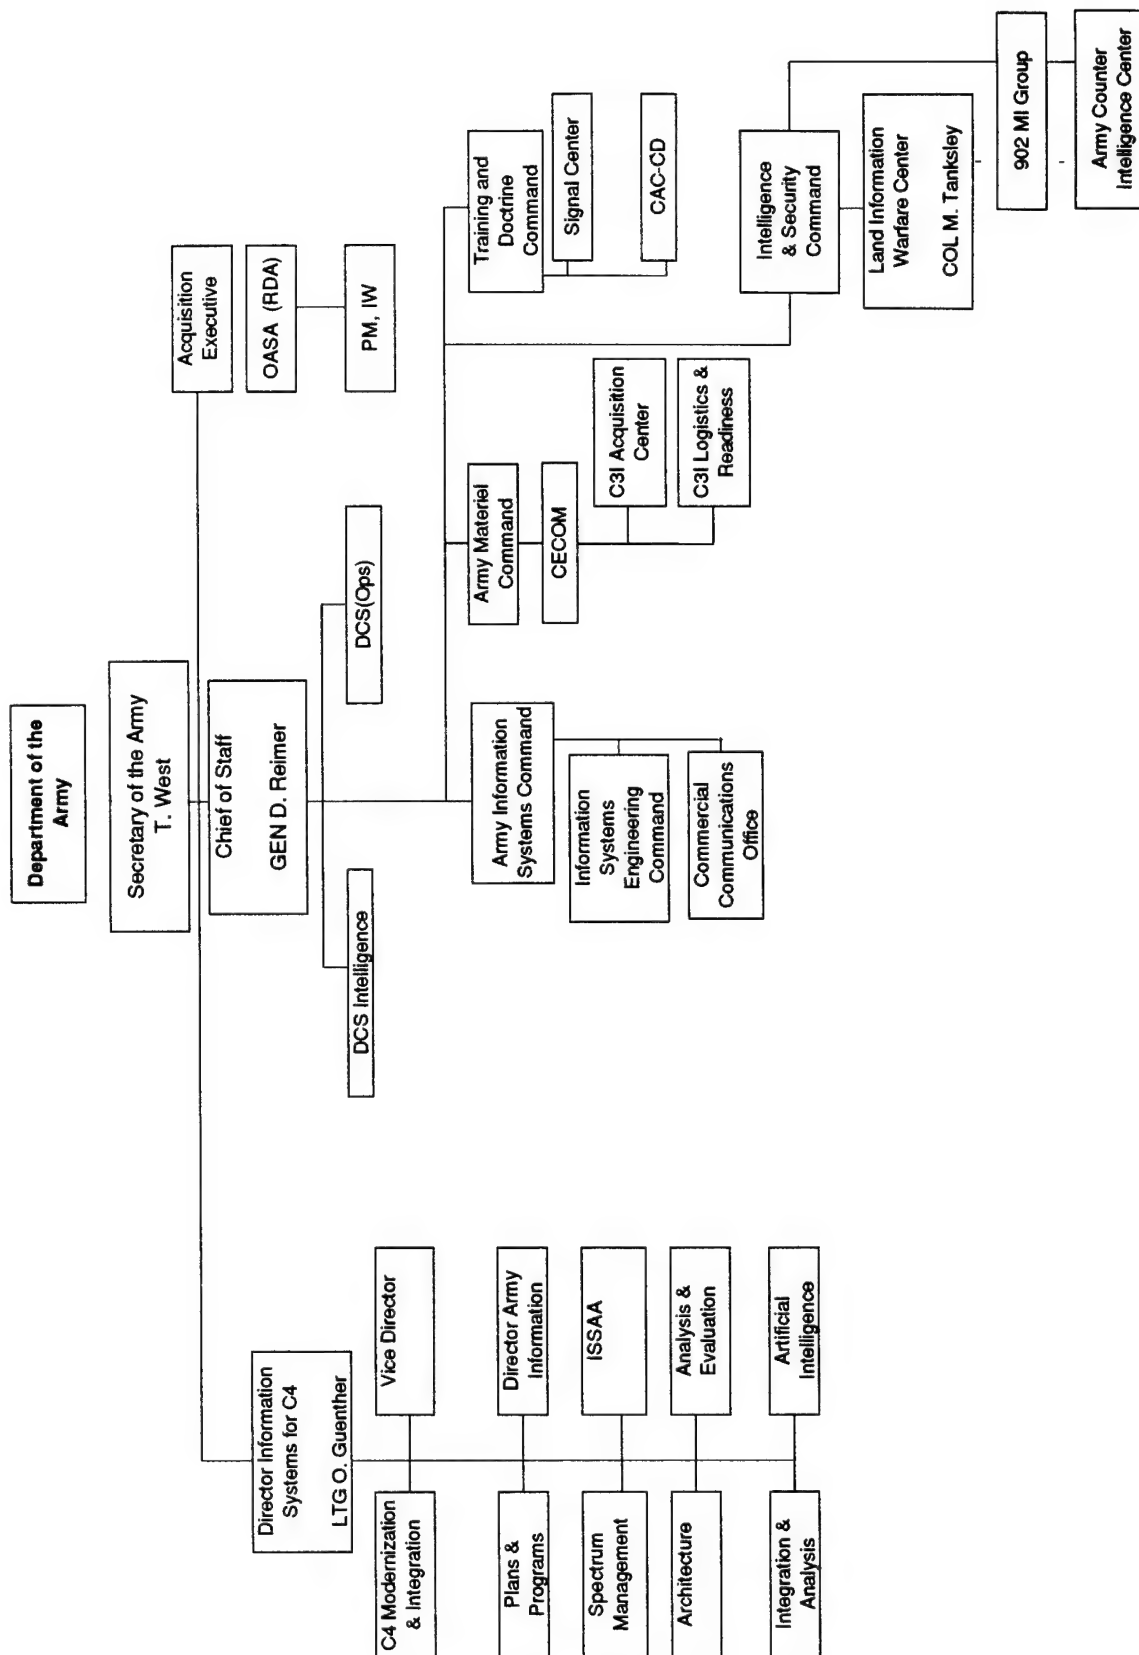 Department of the
Army
Secretary of the Army
T. West
Chief of Staff
GEN D. Reimer
Director Information
Systems for C4
LTG O. Guenther
C4 Modernization
& Integration
Vice Director
Plans &
Programs
Director Army
Information
Spectrum
Management
ISSAA
Architecture
Analysis &
Evaluation
Integration &
Analysis
Artificial
Intelligence
Acquisition
Executive
OASA (RDA)
PM, IW
DCS Intelligence
DCS(Ops)
Army Information
Systems Command
Information
Systems
Engineering
Command
Commercial
Communications
Office
Army Materiel
Command
CECOM
C3I Acquisition
Center
C3I Logistics &
Readiness
Training and
Doctrine
Command
Signal Center
CAC-CD
Intelligence
& Security
Command
Land Information
Warfare Center
COL M. Tanksley
902 MI Group
Army Counter
Intelligence Center